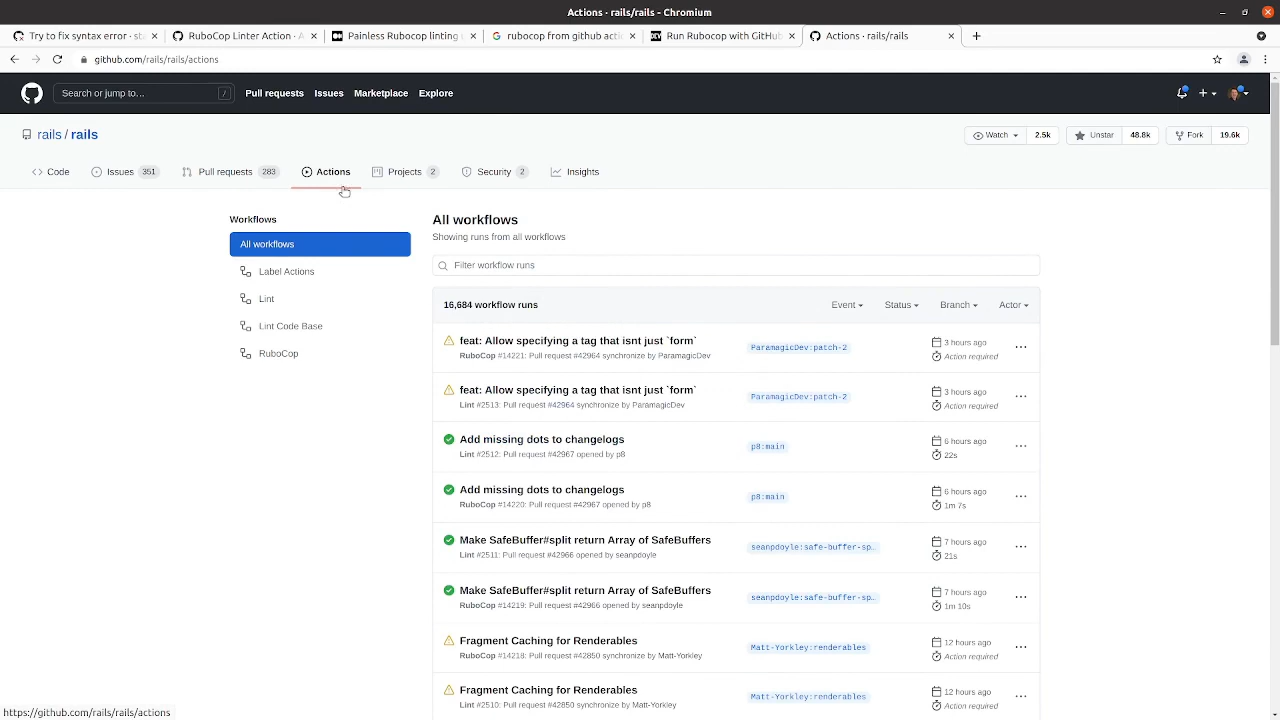 Actions · rails/rails - Chromium
Try to fix syntax error · st
RuboCop Linter Action · A
Painless Rubocop linting u
rubocop from github acti
Run Rubocop with GitHub
Actions · rails/rails
github.com/rails/rails/actions
Search or jump to...
/
Pull requests
Issues
Marketplace
Explore
rails / rails
Watch
2.5k
Unstar
48.8k
Fork
19.6k
Code
Issues 351
Pull requests 283
Actions
Projects 2
Security 2
Insights
Workflows
All workflows
Label Actions
Lint
Lint Code Base
RuboCop
All workflows
Showing runs from all workflows
Filter workflow runs
16,684 workflow runs
Event
Status
Branch
Actor
feat: Allow specifying a tag that isnt just `form`
RuboCop #14221: Pull request #42964 synchronize by ParamagicDev
ParamagicDev:patch-2
3 hours ago
Action required
feat: Allow specifying a tag that isnt just `form`
Lint #2513: Pull request #42964 synchronize by ParamagicDev
ParamagicDev:patch-2
3 hours ago
Action required
Add missing dots to changelogs
Lint #2512: Pull request #42967 opened by p8
p8:main
6 hours ago
22s
Add missing dots to changelogs
RuboCop #14220: Pull request #42967 opened by p8
p8:main
6 hours ago
1m 7s
Make SafeBuffer#split return Array of SafeBuffers
Lint #2511: Pull request #42966 opened by seanpdoyle
seanpdoyle:safe-buffer-sp…
7 hours ago
21s
Make SafeBuffer#split return Array of SafeBuffers
RuboCop #14219: Pull request #42966 opened by seanpdoyle
seanpdoyle:safe-buffer-sp…
7 hours ago
1m 10s
Fragment Caching for Renderables
RuboCop #14218: Pull request #42850 synchronize by Matt-Yorkley
Matt-Yorkley:renderables
12 hours ago
Action required
Fragment Caching for Renderables
Lint #2510: Pull request #42850 synchronize by Matt-Yorkley
Matt-Yorkley:renderables
12 hours ago
Action required
https://github.com/rails/rails/actions